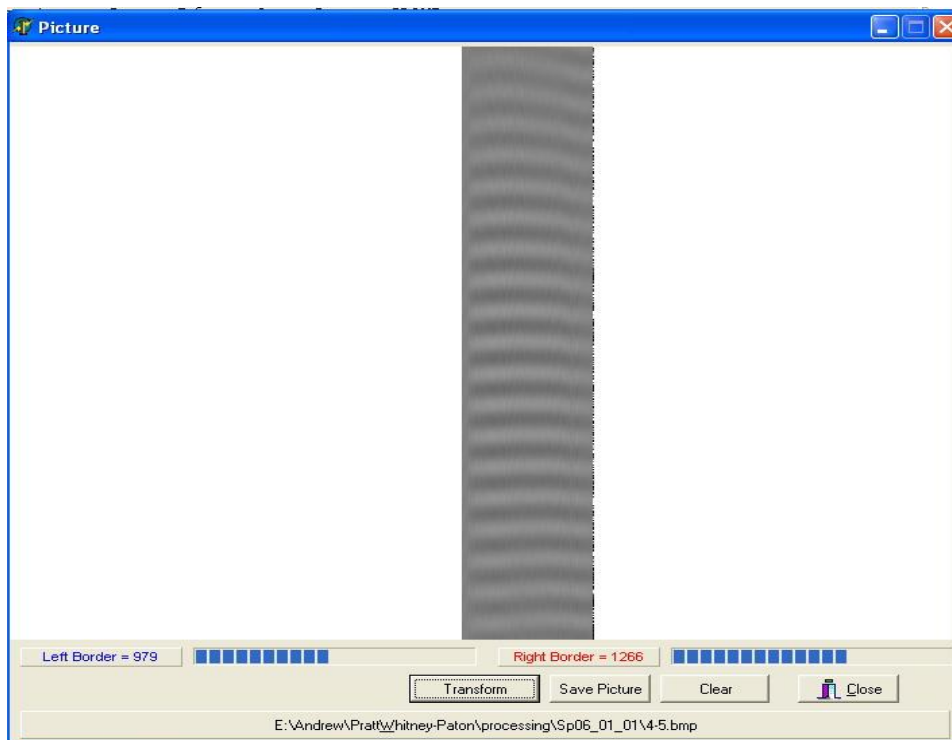 Picture
Left Border = 979
Right Border = 1266
Transform
Save Picture
Clear
Close
E:\Andrew\PrattWhitney-Paton\processing\Sp06_01_01\4-5.bmp